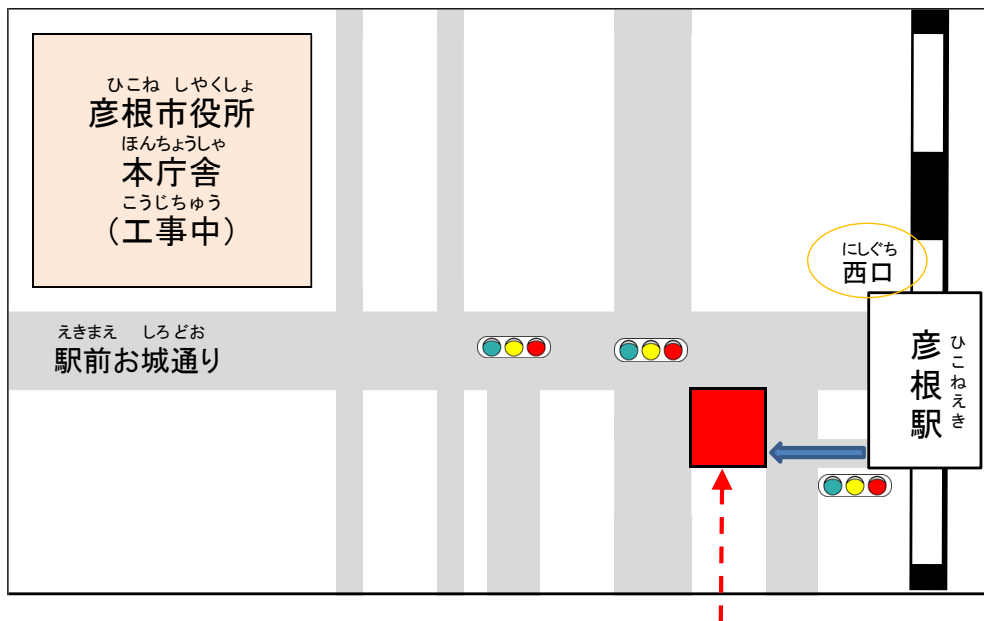 ひこね しやくしょ
彦根市役所
ほんちょうしゃ
本庁舎
こうじちゅう
（工事中）
にしぐち
西口
えきまえ しろ どお
駅前お城通り
彦根駅
ひこねえき